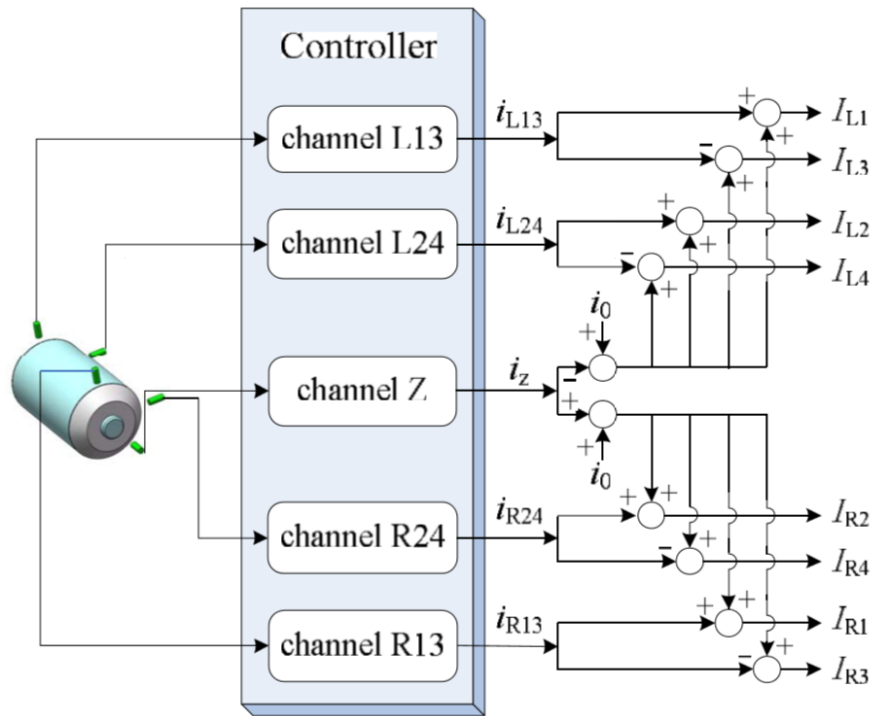 Controller
channel L13
channel L24
channel Z
channel R24
channel R13
iL13
iL24
iz
iR24
iR13
+
+
IL1
-
+
IL3
+
+
IL2
-
+
IL4
i0
+
-
+
+
i0
+
+
IR2
-
+
IR4
+
+
IR1
-
+
IR3